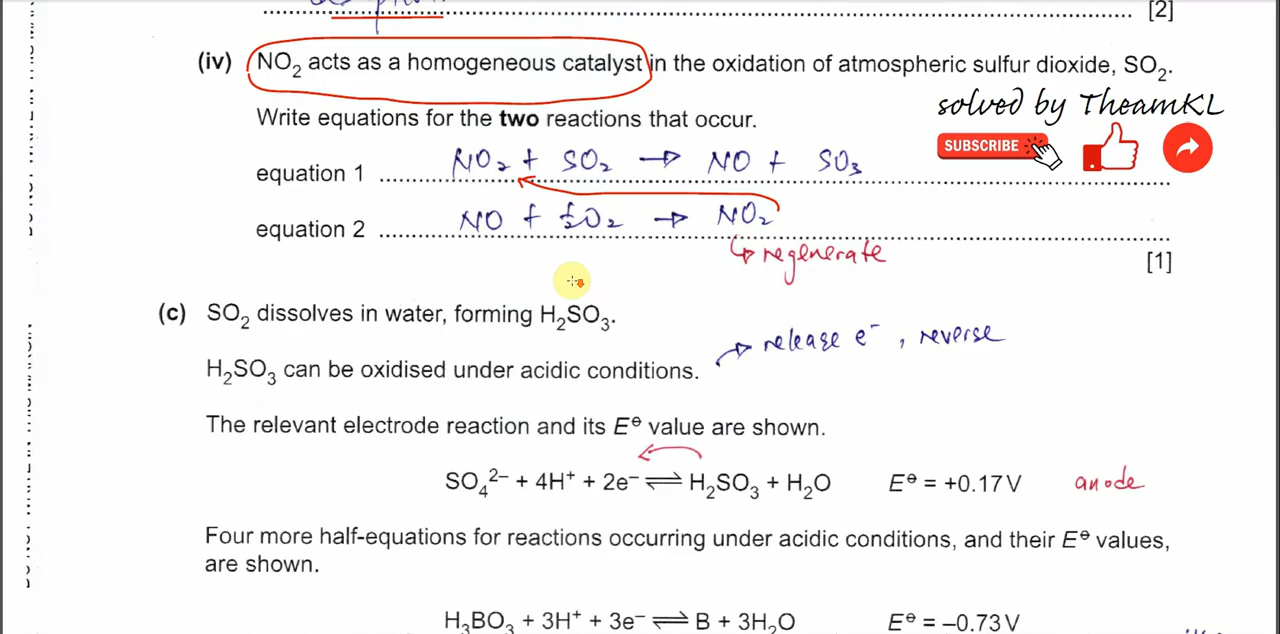 [2]
(iv) NO₂ acts as a homogeneous catalyst in the oxidation of atmospheric sulfur dioxide, SO₂.
solved by TheamKL
Write equations for the two reactions that occur.
SUBSCRIBE
equation 1 NO₂ + SO₂ → NO + SO₃
equation 2 NO + ½O₂ → NO₂
↳ regenerate
[1]
(c) SO₂ dissolves in water, forming H₂SO₃.
→ release e⁻, reverse
H₂SO₃ can be oxidised under acidic conditions.
The relevant electrode reaction and its E⦵ value are shown.
SO₄²⁻ + 4H⁺ + 2e⁻ ⇌ H₂SO₃ + H₂O E⦵ = +0.17 V anode
Four more half-equations for reactions occurring under acidic conditions, and their E⦵ values,
are shown.
H₃BO₃ + 3H⁺ + 3e⁻ ⇌ B + 3H₂O E⦵ = –0.73 V